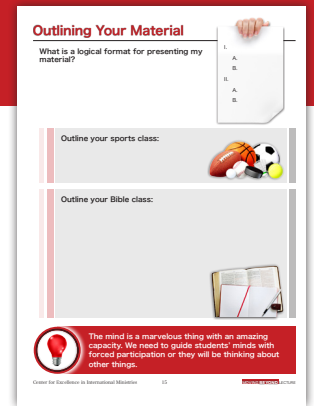 Outlining Your Material
What is a logical format for presenting my
material?
I.
A.
B.
II.
A.
B.
Outline your sports class:
Outline your Bible class:
The mind is a marvelous thing with an amazing
capacity. We need to guide students' minds with
forced participation or they will be thinking about
other things.
Center for Excellence in International Ministries 15 MOVING BEYOND LECTURE